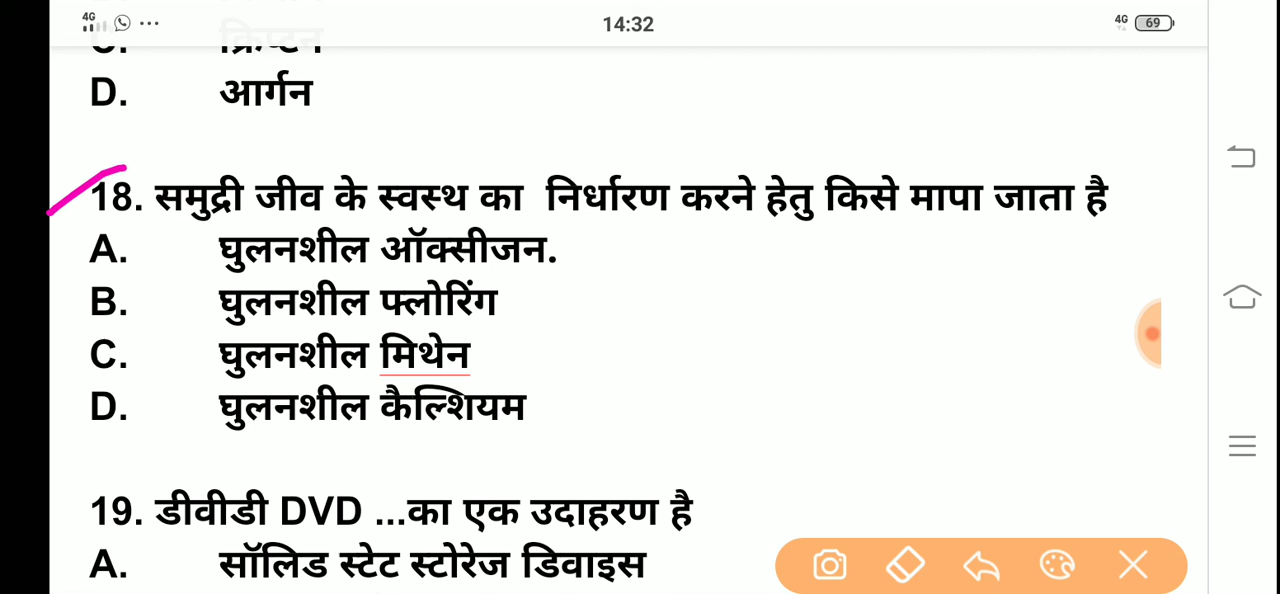 4G ... 14:32 4G 69
D. आर्गन
18. समुद्री जीव के स्वस्थ का निर्धारण करने हेतु किसे मापा जाता है
A. घुलनशील ऑक्सीजन.
B. घुलनशील फ्लोरिंग
C. घुलनशील मिथेन
D. घुलनशील कैल्शियम
19. डीवीडी DVD ...का एक उदाहरण है
A. सॉलिड स्टेट स्टोरेज डिवाइस